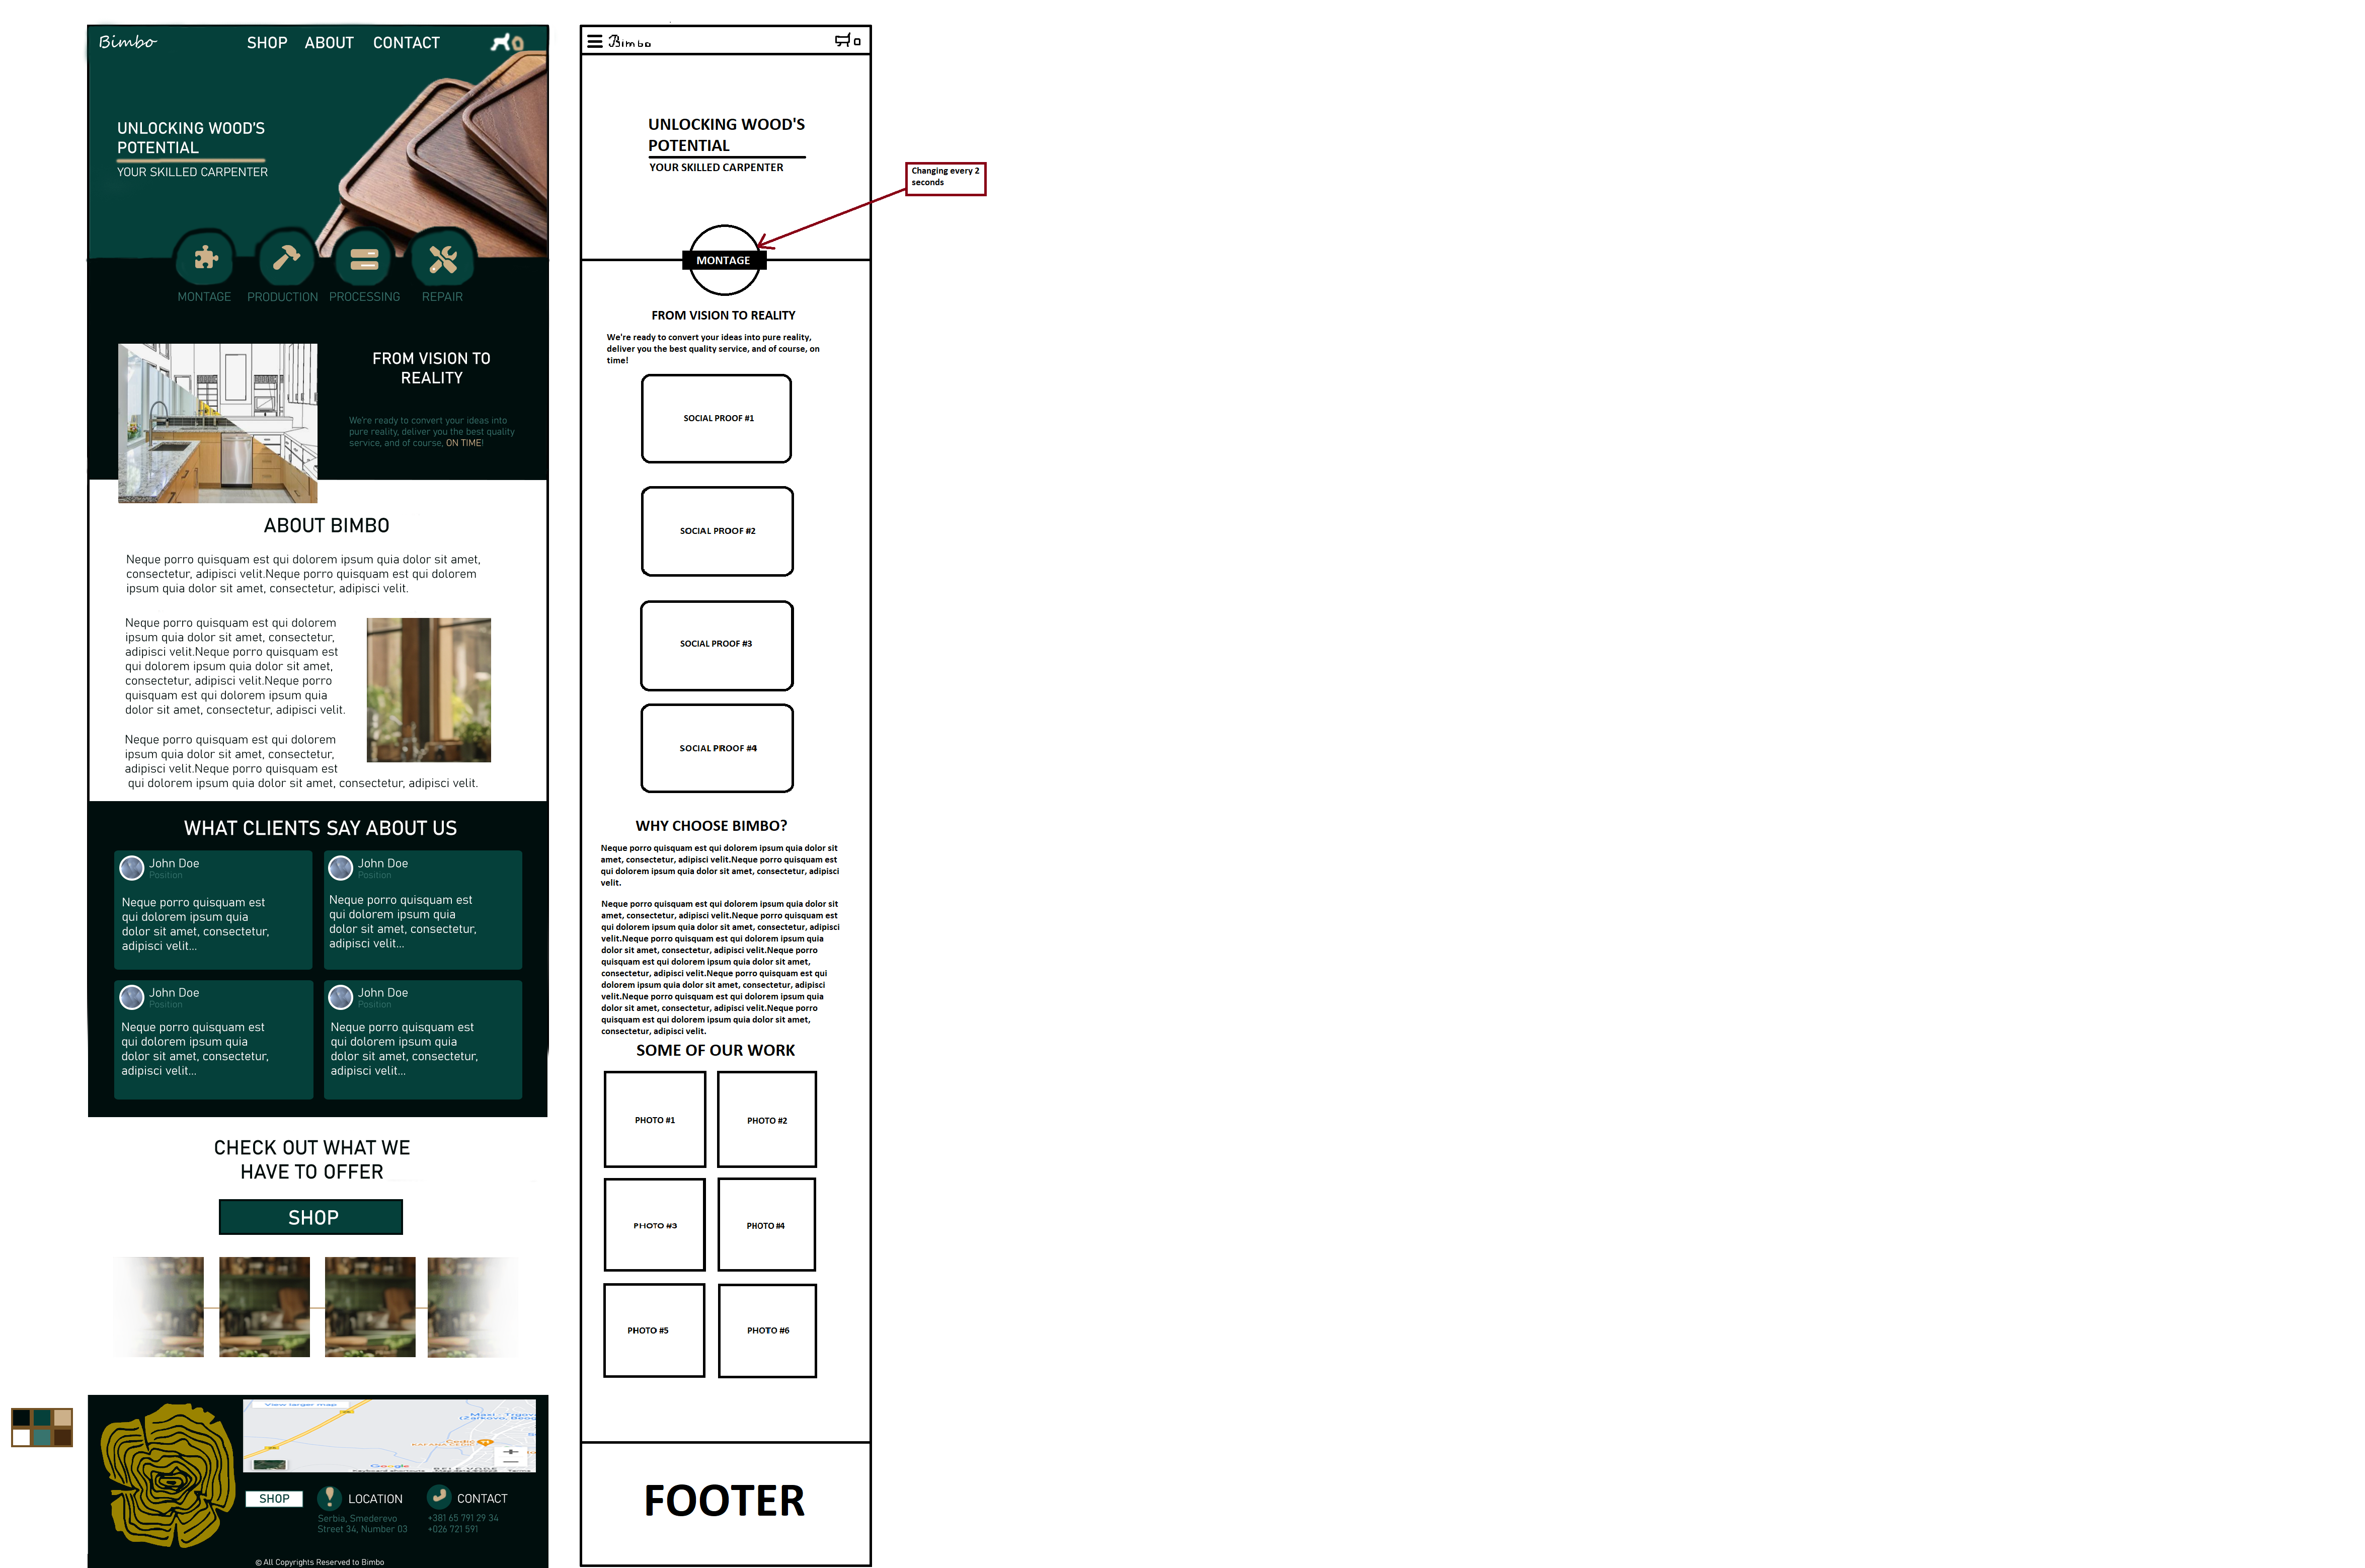 Bimbo
SHOP ABOUT CONTACT
UNLOCKING WOOD'S
POTENTIAL
YOUR SKILLED CARPENTER
MONTAGE PRODUCTION PROCESSING REPAIR
FROM VISION TO
REALITY
We're ready to convert your ideas into
pure reality, deliver you the best quality
service, and of course, ON TIME!
ABOUT BIMBO
Neque porro quisquam est qui dolorem ipsum quia dolor sit amet,
consectetur, adipisci velit.Neque porro quisquam est qui dolorem
ipsum quia dolor sit amet, consectetur, adipisci velit.
Neque porro quisquam est qui dolorem
ipsum quia dolor sit amet, consectetur,
adipisci velit.Neque porro quisquam est
qui dolorem ipsum quia dolor sit amet,
consectetur, adipisci velit.Neque porro
quisquam est qui dolorem ipsum quia
dolor sit amet, consectetur, adipisci velit.
Neque porro quisquam est qui dolorem
ipsum quia dolor sit amet, consectetur,
adipisci velit.Neque porro quisquam est
qui dolorem ipsum quia dolor sit amet, consectetur, adipisci velit.
WHAT CLIENTS SAY ABOUT US
John Doe
Position
Neque porro quisquam est
qui dolorem ipsum quia
dolor sit amet, consectetur,
adipisci velit...
John Doe
Position
Neque porro quisquam est
qui dolorem ipsum quia
dolor sit amet, consectetur,
adipisci velit...
John Doe
Position
Neque porro quisquam est
qui dolorem ipsum quia
dolor sit amet, consectetur,
adipisci velit...
John Doe
Position
Neque porro quisquam est
qui dolorem ipsum quia
dolor sit amet, consectetur,
adipisci velit...
CHECK OUT WHAT WE
HAVE TO OFFER
SHOP
View larger map
Google
Keyboard shortcuts
SHOP
LOCATION
Serbia, Smederevo
Street 34, Number 03
CONTACT
+381 65 791 29 34
+026 721 591
© All Copyrights Reserved to Bimbo
Bimbo
UNLOCKING WOOD'S
POTENTIAL
YOUR SKILLED CARPENTER
Changing every 2
seconds
MONTAGE
FROM VISION TO REALITY
We're ready to convert your ideas into pure reality,
deliver you the best quality service, and of course, on
time!
SOCIAL PROOF #1
SOCIAL PROOF #2
SOCIAL PROOF #3
SOCIAL PROOF #4
WHY CHOOSE BIMBO?
Neque porro quisquam est qui dolorem ipsum quia dolor sit
amet, consectetur, adipisci velit.Neque porro quisquam est
qui dolorem ipsum quia dolor sit amet, consectetur, adipisci
velit.
Neque porro quisquam est qui dolorem ipsum quia dolor sit
amet, consectetur, adipisci velit.Neque porro quisquam est
qui dolorem ipsum quia dolor sit amet, consectetur, adipisci
velit.Neque porro quisquam est qui dolorem ipsum quia
dolor sit amet, consectetur, adipisci velit.Neque porro
quisquam est qui dolorem ipsum quia dolor sit amet,
consectetur, adipisci velit.Neque porro quisquam est qui
dolorem ipsum quia dolor sit amet, consectetur, adipisci
velit.Neque porro quisquam est qui dolorem ipsum quia
dolor sit amet, consectetur, adipisci velit.Neque porro
quisquam est qui dolorem ipsum quia dolor sit amet,
consectetur, adipisci velit.
SOME OF OUR WORK
PHOTO #1
PHOTO #2
PHOTO #3
PHOTO #4
PHOTO #5
PHOTO #6
FOOTER